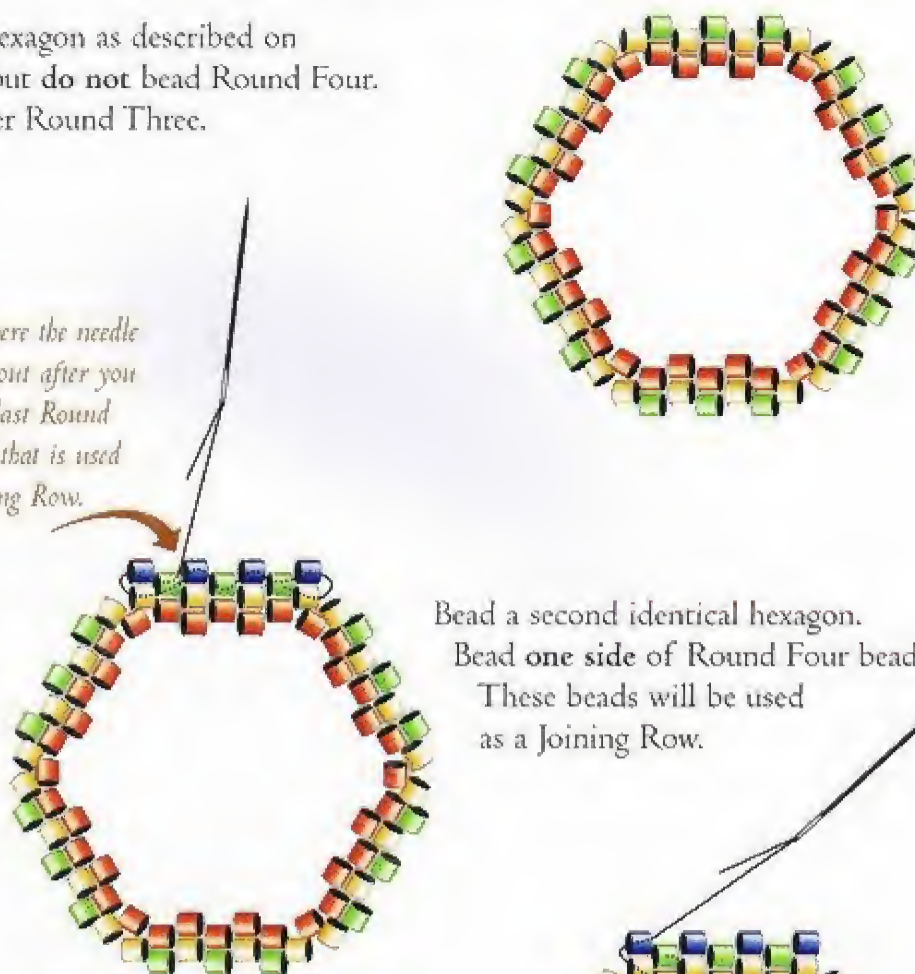 exagon as described on
out do not bead Round Four.
er Round Three.
ere the needle
out after you
last Round
that is used
ng Row.
Bead a second identical hexagon.
Bead one side of Round Four bead
These beads will be used
as a Joining Row.